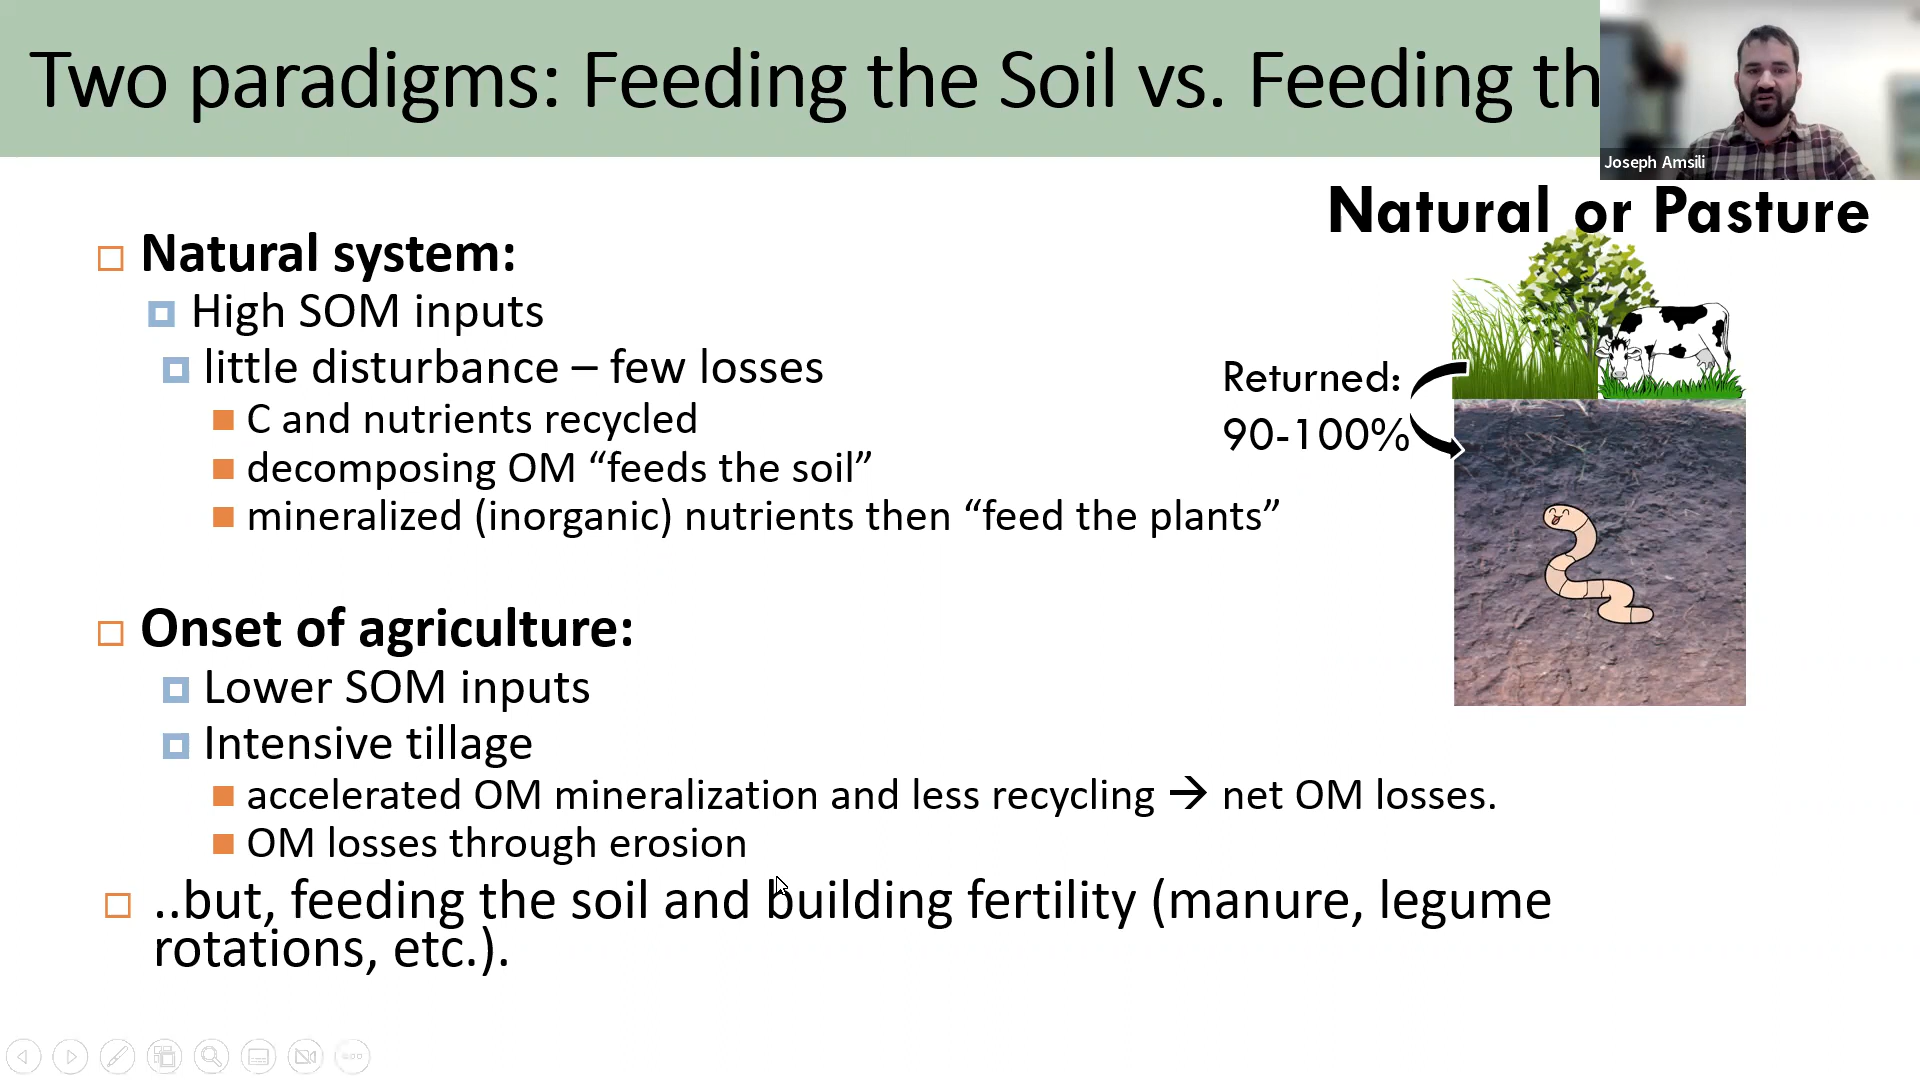 Two paradigms: Feeding the Soil vs. Feeding th
Joseph Amsili
Natural or Pasture
Natural system:
High SOM inputs
little disturbance – few losses
C and nutrients recycled
decomposing OM “feeds the soil”
mineralized (inorganic) nutrients then “feed the plants”
Returned:
90-100%
Onset of agriculture:
Lower SOM inputs
Intensive tillage
accelerated OM mineralization and less recycling → net OM losses.
OM losses through erosion
..but, feeding the soil and building fertility (manure, legume
rotations, etc.).